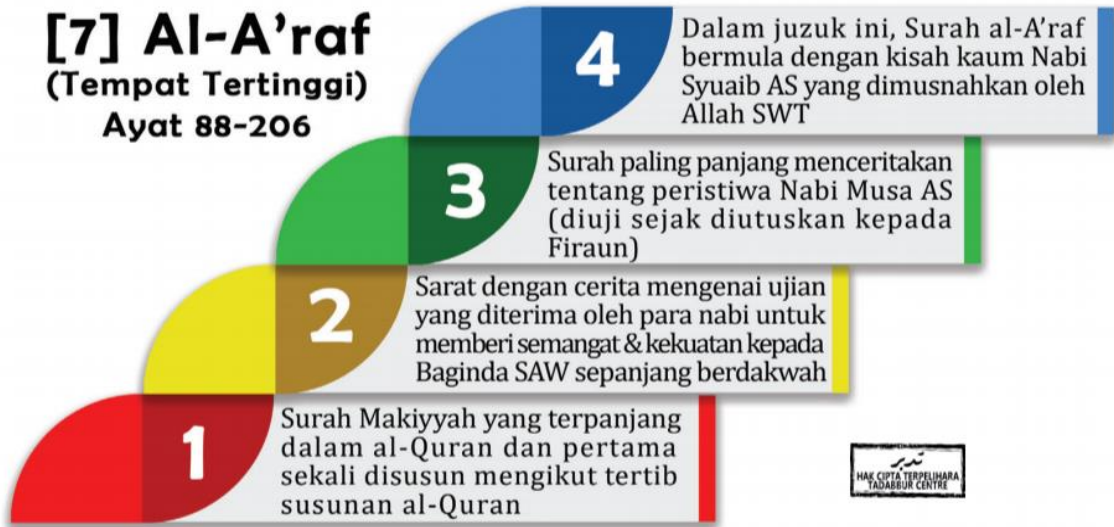 [7] Al-A'raf
(Tempat Tertinggi)
Ayat 88-206
4
Dalam juzuk ini, Surah al-A'raf
bermula dengan kisah kaum Nabi
Syuaib AS yang dimusnahkan oleh
Allah SWT
3
Surah paling panjang menceritakan
tentang peristiwa Nabi Musa AS
(diuji sejak diutuskan kepada
Firaun)
2
Sarat dengan cerita mengenai ujian
yang diterima oleh para nabi untuk
memberi semangat & kekuatan kepada
Baginda SAW sepanjang berdakwah
1
Surah Makiyyah yang terpanjang
dalam al-Quran dan pertama
sekali disusun mengikut tertib
susunan al-Quran
تدبر
HAK CIPTA TERPELIHARA
TADABBUR CENTRE